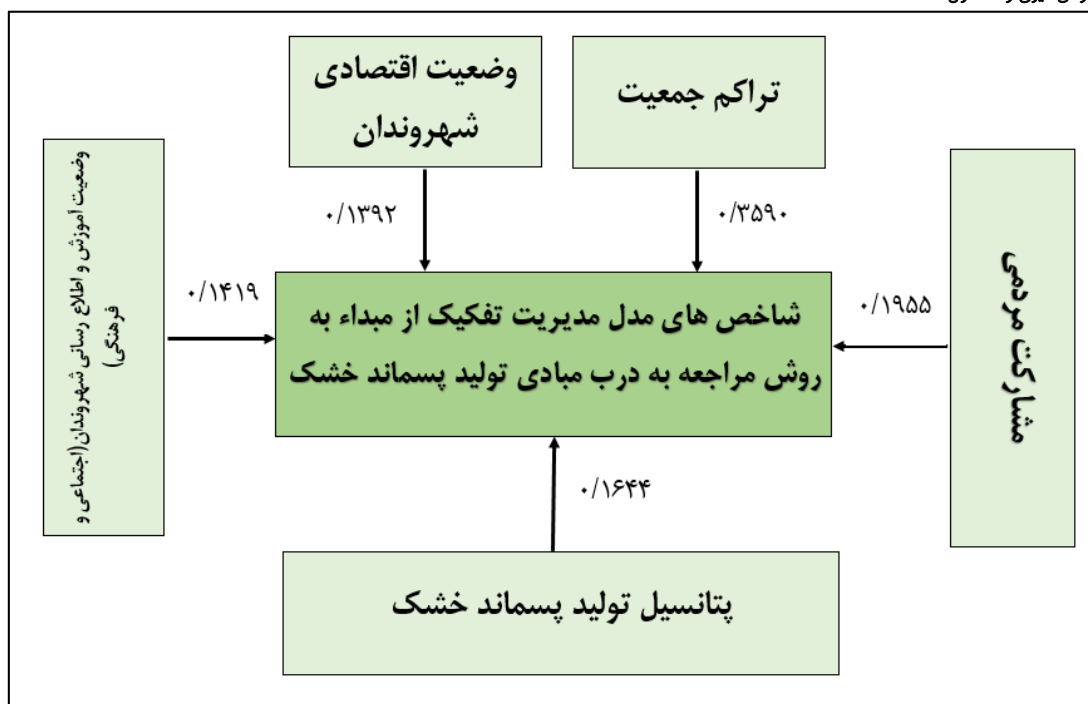 تراکم جمعیت
وضعیت اقتصادی
شهروندان
۰/۳۵۹۰
۰/۱۳۹۲
مشارکت مردمی
۰/۱۹۵۵
شاخص های مدل مدیریت تفکیک از مبداء به
روش مراجعه به درب مبادی تولید پسماند خشک
۰/۱۴۱۹
وضعیت آموزش و اطلاع رسانی شهروندان(اجتماعی و
فرهنگی)
۰/۱۶۴۴
پتانسیل تولید پسماند خشک